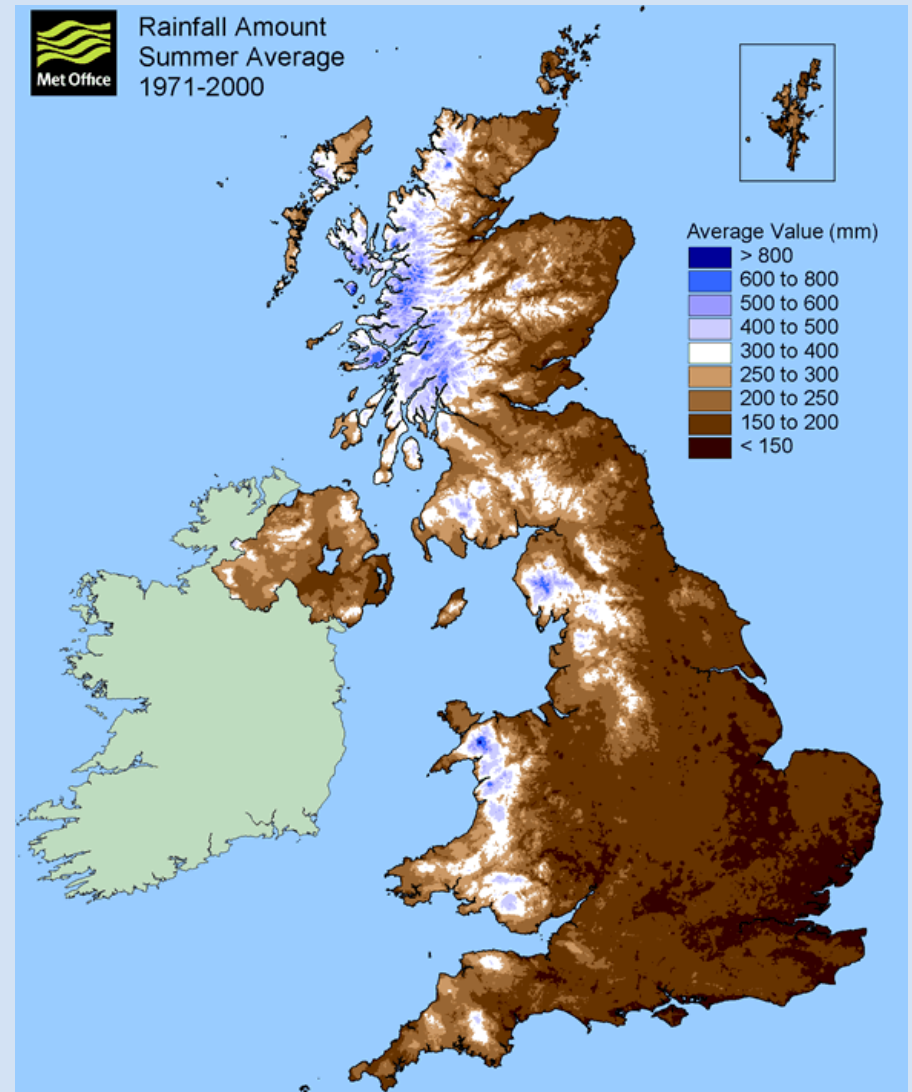 Met Office
Rainfall Amount
Summer Average
1971-2000
Average Value (mm)
> 800
600 to 800
500 to 600
400 to 500
300 to 400
250 to 300
200 to 250
150 to 200
< 150